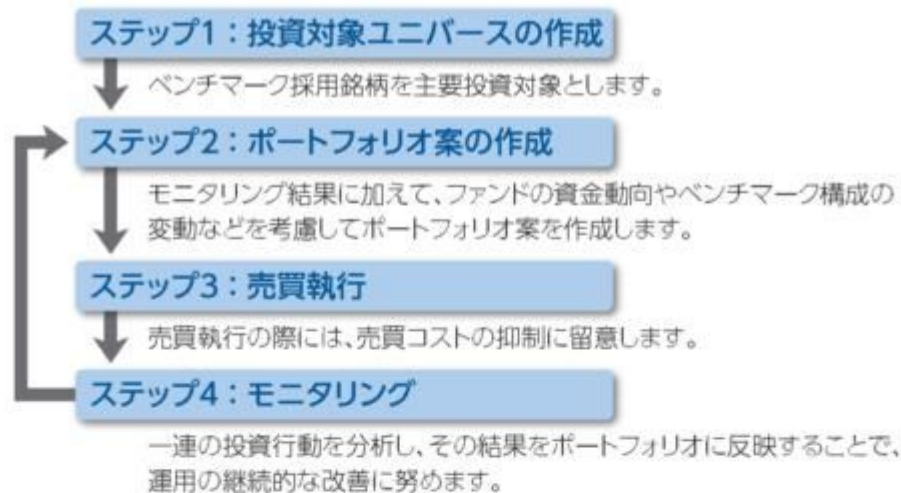 ステップ1：投資対象ユニバースの作成
ベンチマーク採用銘柄を主要投資対象とします。
ステップ2：ポートフォリオ案の作成
モニタリング結果に加えて、ファンドの資金動向やベンチマーク構成の
変動などを考慮してポートフォリオ案を作成します。
ステップ3：売買執行
売買執行の際には、売買コストの抑制に留意します。
ステップ4：モニタリング
一連の投資行動を分析し、その結果をポートフォリオに反映することで、
運用の継続的な改善に努めます。